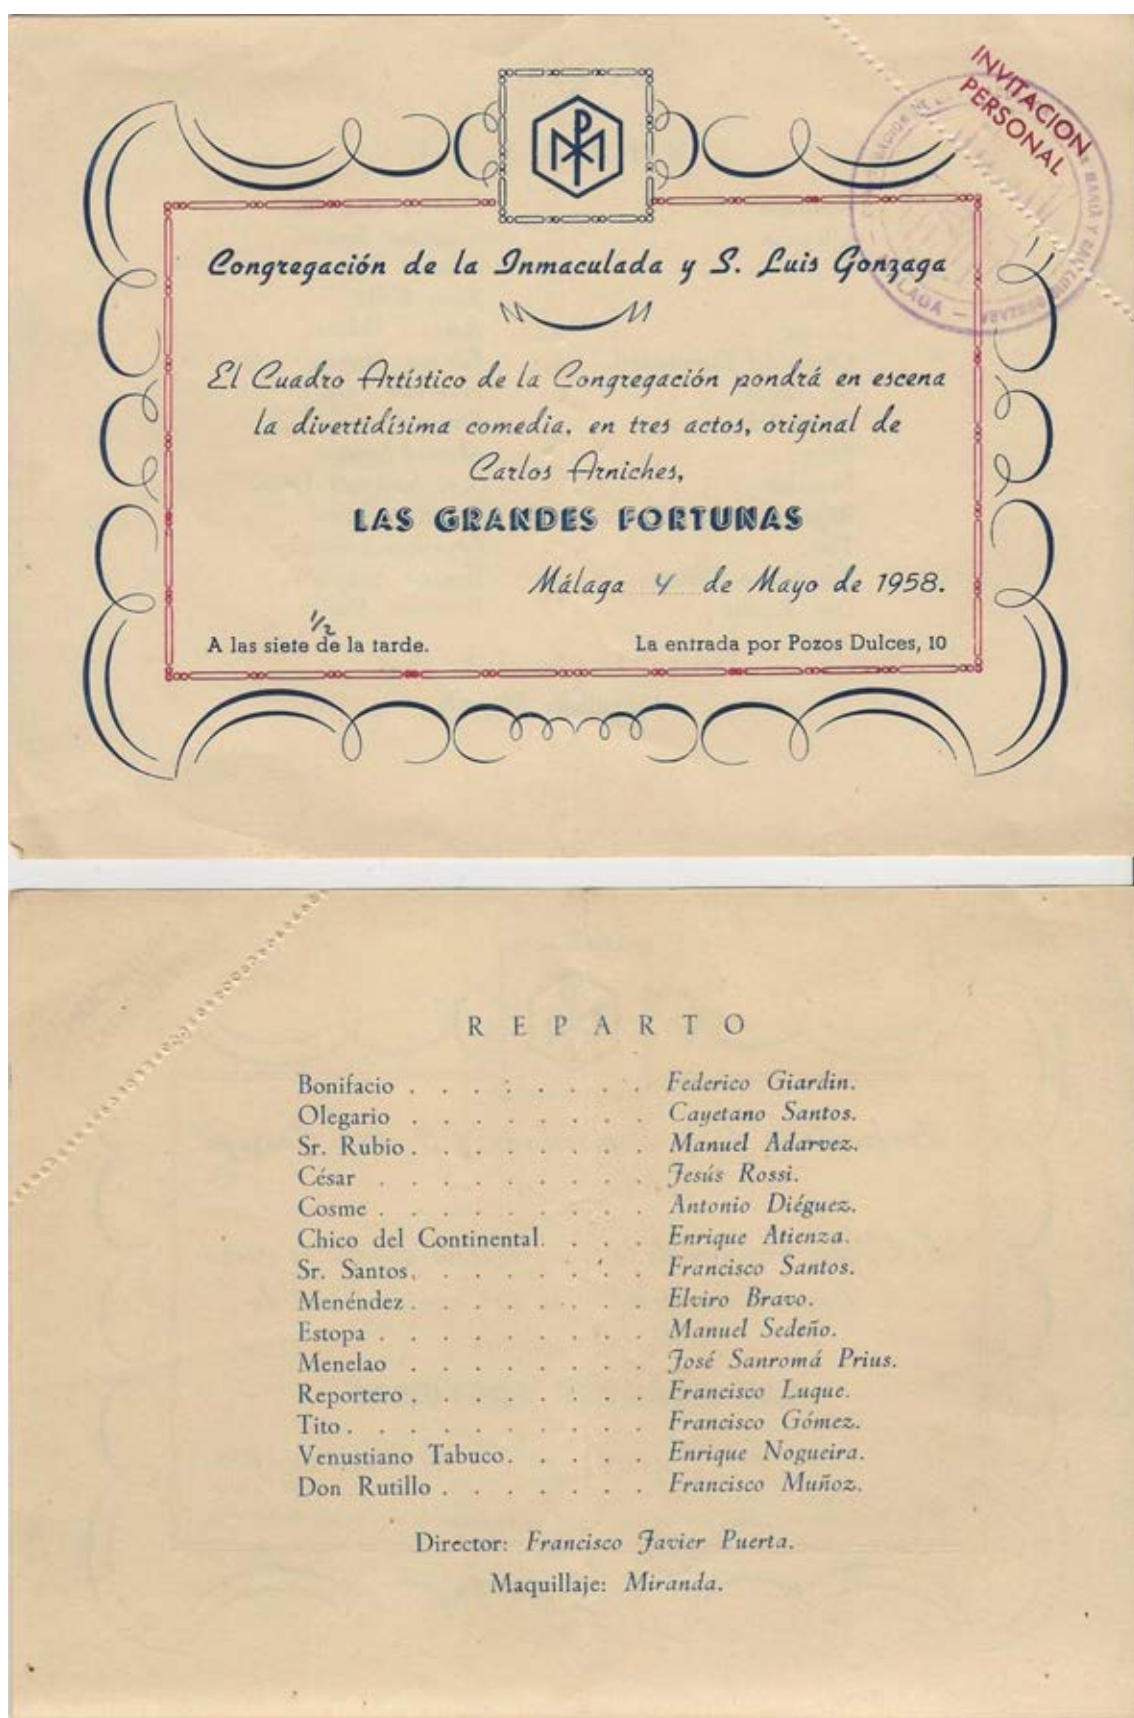 INVITACION
PERSONAL
Congregación de la Inmaculada y S. Luis Gonzaga
El Cuadro Artístico de la Congregación pondrá en escena
la divertidísima comedia, en tres actos, original de
Carlos Arniches,
LAS GRANDES FORTUNAS
Málaga 4 de Mayo de 1958.
A las siete 1/2 de la tarde. La entrada por Pozos Dulces, 10
REPARTO
Bonifacio . . . . . . . . Federico Giardin.
Olegario . . . . . . . . Cayetano Santos.
Sr. Rubio . . . . . . . . Manuel Adarvez.
César . . . . . . . . . Jesús Rossi.
Cosme . . . . . . . . . Antonio Diéguez.
Chico del Continental. . . . Enrique Atienza.
Sr. Santos. . . . . . . . Francisco Santos.
Menéndez . . . . . . . . Elviro Bravo.
Estopa . . . . . . . . . Manuel Sedeño.
Menelao . . . . . . . . José Sanromá Prius.
Reportero . . . . . . . . Francisco Luque.
Tito . . . . . . . . . . Francisco Gómez.
Venustiano Tabuco. . . . . Enrique Nogueira.
Don Rutillo . . . . . . . Francisco Muñoz.
Director: Francisco Javier Puerta.
Maquillaje: Miranda.